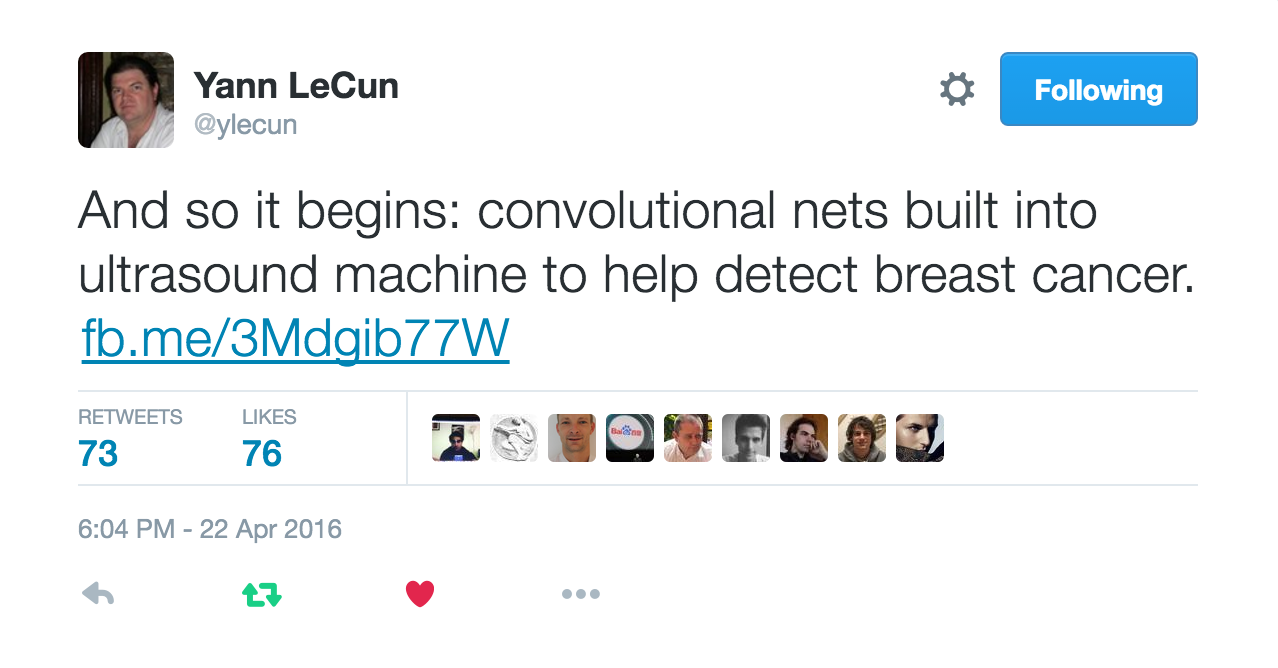 Yann LeCun
@ylecun
Following
And so it begins: convolutional nets built into
ultrasound machine to help detect breast cancer.
fb.me/3Mdgib77W
RETWEETS
73
LIKES
76
Bai
6:04 PM - 22 Apr 2016